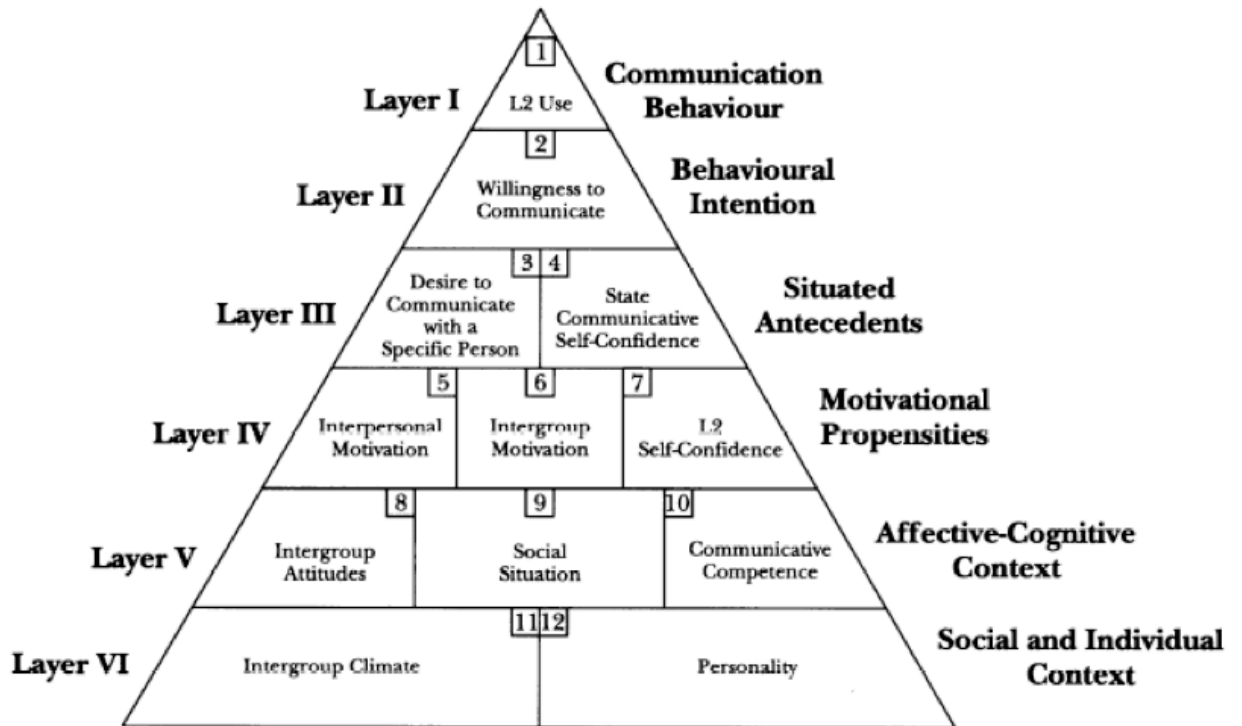 1
Layer I
L2 Use
Communication
Behaviour
2
Layer II
Willingness to
Communicate
Behavioural
Intention
3 4
Layer III
Desire to
Communicate
with a
Specific Person
State
Communicative
Self-Confidence
Situated
Antecedents
5 6 7
Layer IV
Interpersonal
Motivation
Intergroup
Motivation
L2
Self-Confidence
Motivational
Propensities
8 9 10
Layer V
Intergroup
Attitudes
Social
Situation
Communicative
Competence
Affective-Cognitive
Context
11 12
Layer VI
Intergroup Climate
Personality
Social and Individual
Context